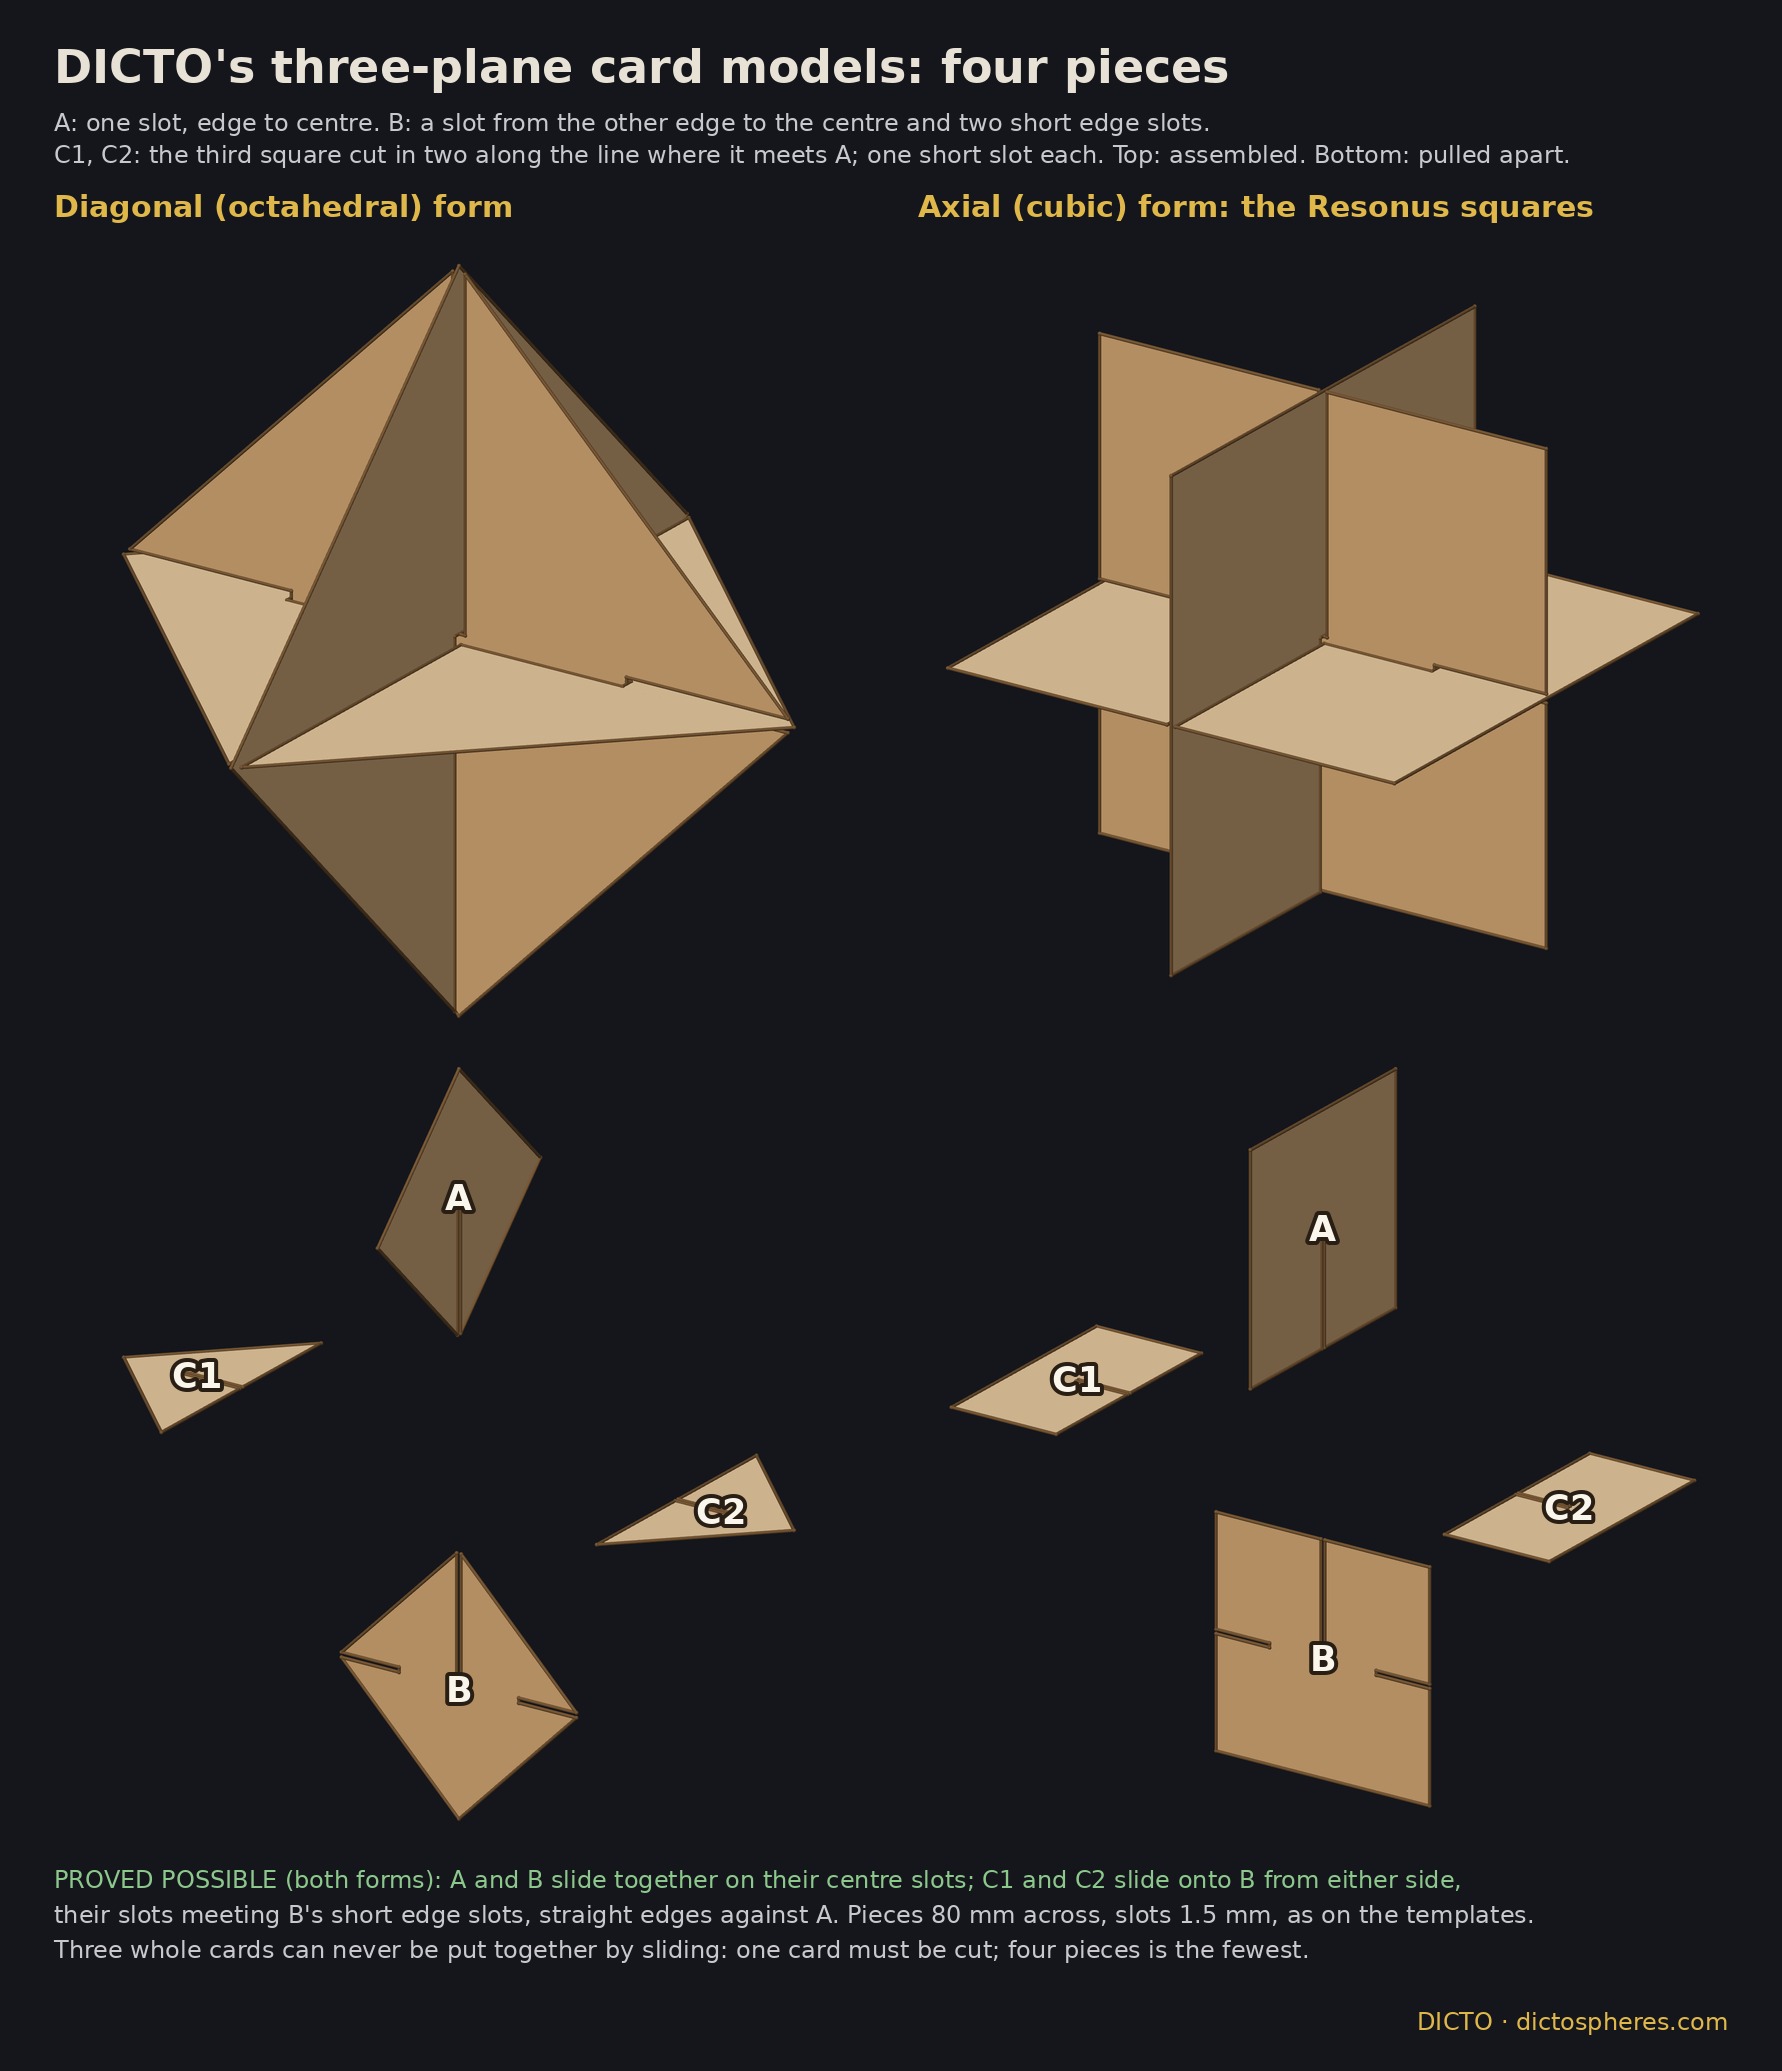 DICTO's three-plane card models: four pieces
A: one slot, edge to centre. B: a slot from the other edge to the centre and two short edge slots.
C1, C2: the third square cut in two along the line where it meets A; one short slot each. Top: assembled. Bottom: pulled apart.
Diagonal (octahedral) form
Axial (cubic) form: the Resonus squares
A
C1
C2
B
A
C1
C2
B
PROVED POSSIBLE (both forms): A and B slide together on their centre slots; C1 and C2 slide onto B from either side,
their slots meeting B's short edge slots, straight edges against A. Pieces 80 mm across, slots 1.5 mm, as on the templates.
Three whole cards can never be put together by sliding: one card must be cut; four pieces is the fewest.
DICTO · dictospheres.com